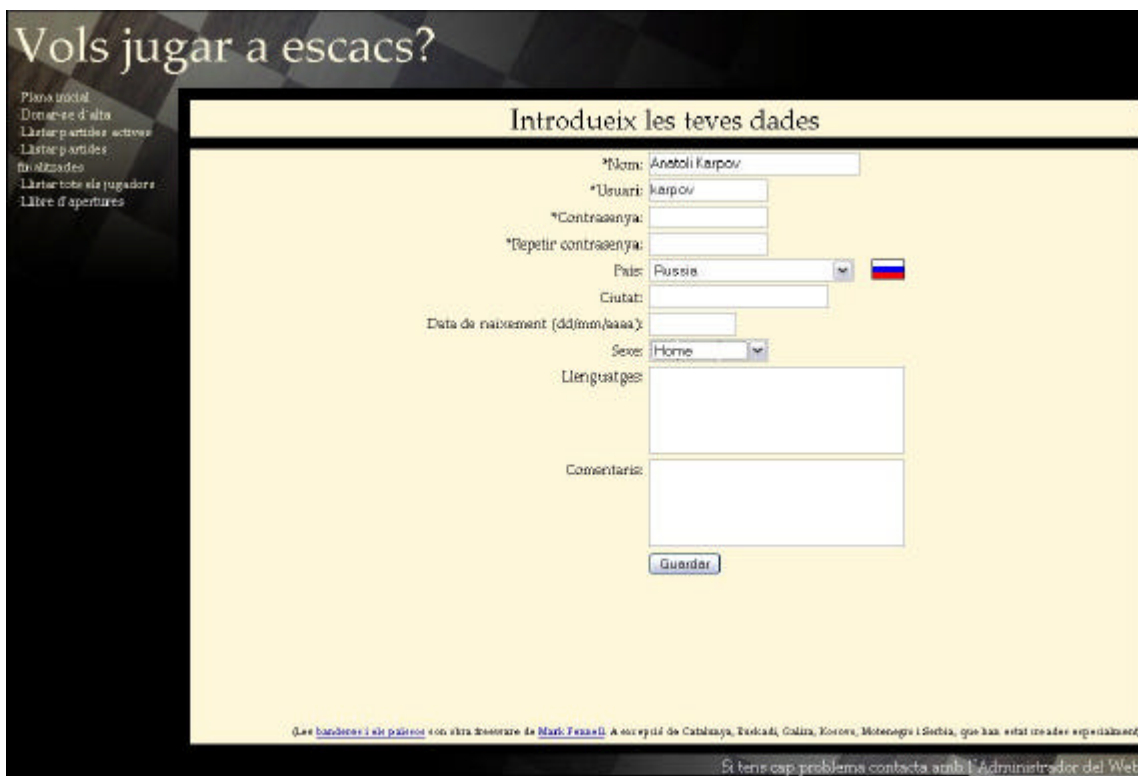 Vols jugar a escacs?
Plana inicial
Donar-se d'alta
Llistar partides actives
Llistar partides
finalitzades
Llistar tots els jugadors
Llibre d'apertures
Introdueix les teves dades
*Nom: Anatoli Karpov
*Usuari: karpov
*Contrasenya:
*Repetir contrasenya:
Pais: Russia
Ciutat:
Data de naixement (dd/mm/aaaa):
Sexe: Home
Llenguatges:
Comentaris:
Guardar
(Les banderes i els països son obra freeware de Mark Fennell. A excepció de Catalunya, Euskadi, Galiza, Kosovo, Motenegro i Serbia, que han estat creades especialment)
Si tens cap problema contacta amb l'Administrador del Web